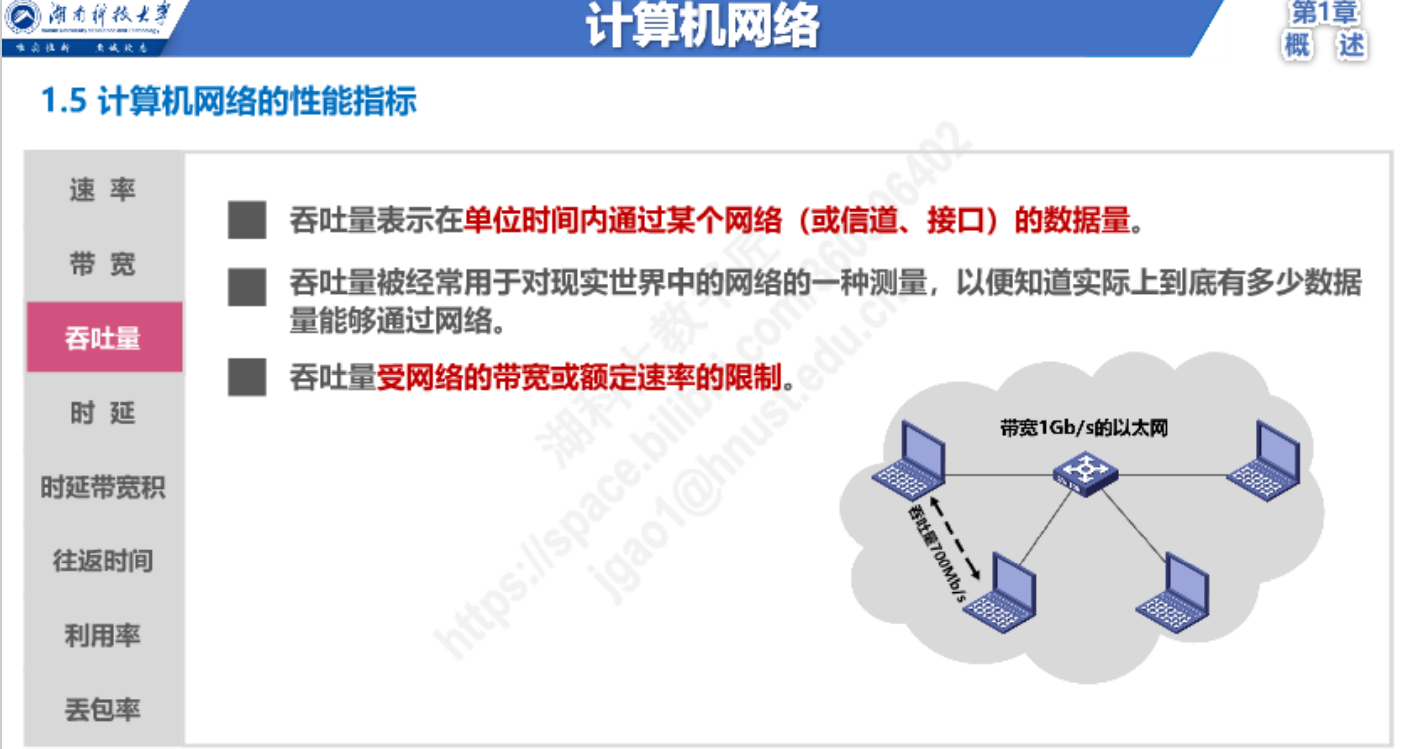 湖南科技大学
Hunan University of Science and Technology
计算机网络
第1章
概 述
1.5 计算机网络的性能指标
速 率
带 宽
吞吐量
时 延
时延带宽积
往返时间
利用率
丢包率
吞吐量表示在单位时间内通过某个网络（或信道、接口）的数据量。
吞吐量被经常用于对现实世界中的网络的一种测量，以便知道实际上到底有多少数据
量能够通过网络。
吞吐量受网络的带宽或额定速率的限制。
带宽1Gb/s的以太网
吞吐量700Mb/s
湖科大教书匠
jgao1@hnust.edu.cn